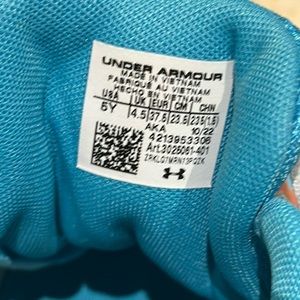 UNDER ARMOUR
MADE IN VIETNAM
FABRIQUÉ AU VIETNAM
HECHO EN VIETNAM
USA UK EUR CM CHN
5Y 4.5 37.5 23.5 235(1.5)
AKA 10/22
4213953306
Art.3025061-401